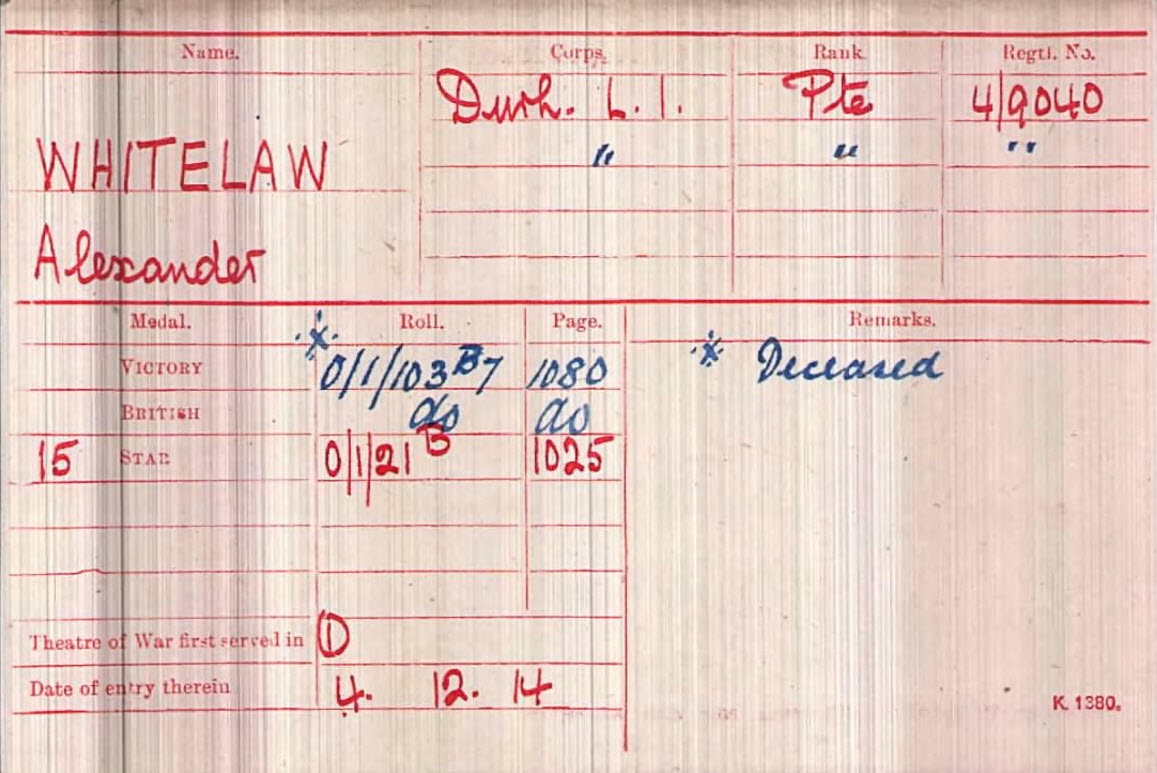 Name. Corps. Rank. Regtl. No.
Durh. L. I. Pte 4/9040
WHITELAW " " "
Alexander
Medal. Roll. Page. Remarks.
VICTORY * 0/1/103 B7 1080 * Deceased
BRITISH do do
15 STAR 0/1/21 B 1025
Theatre of War first served in (1)
Date of entry therein 4. 12. 14
K. 1380.